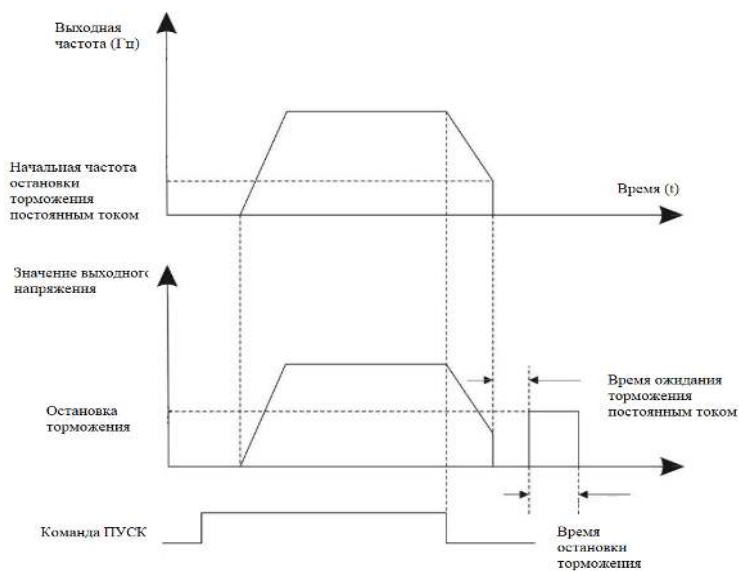 Выходная
частота (Гц)
Начальная частота
остановки
торможения
постоянным током
Время (t)
Значение выходного
напряжения
Время ожидания
торможения
постоянным током
Остановка
торможения
Команда ПУСК
Время
остановки
торможения